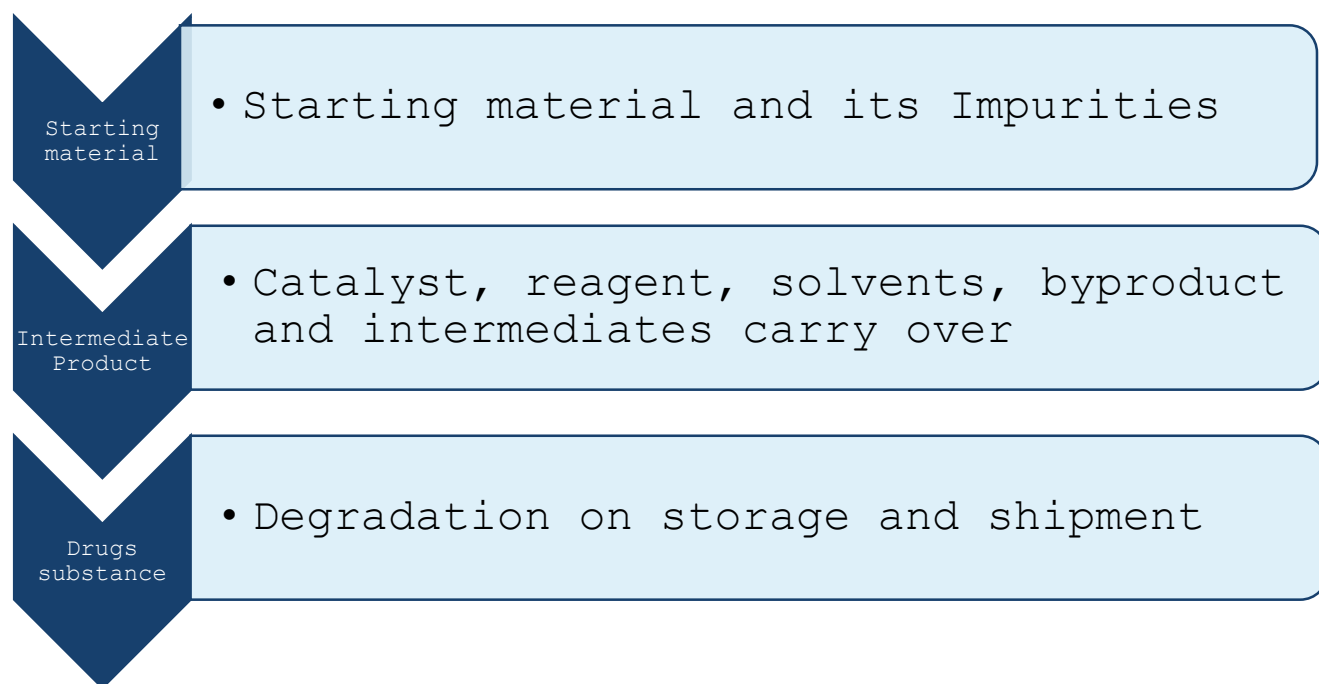 Starting
material
• Starting material and its Impurities
Intermediate
Product
• Catalyst, reagent, solvents, byproduct
and intermediates carry over
Drugs
substance
• Degradation on storage and shipment